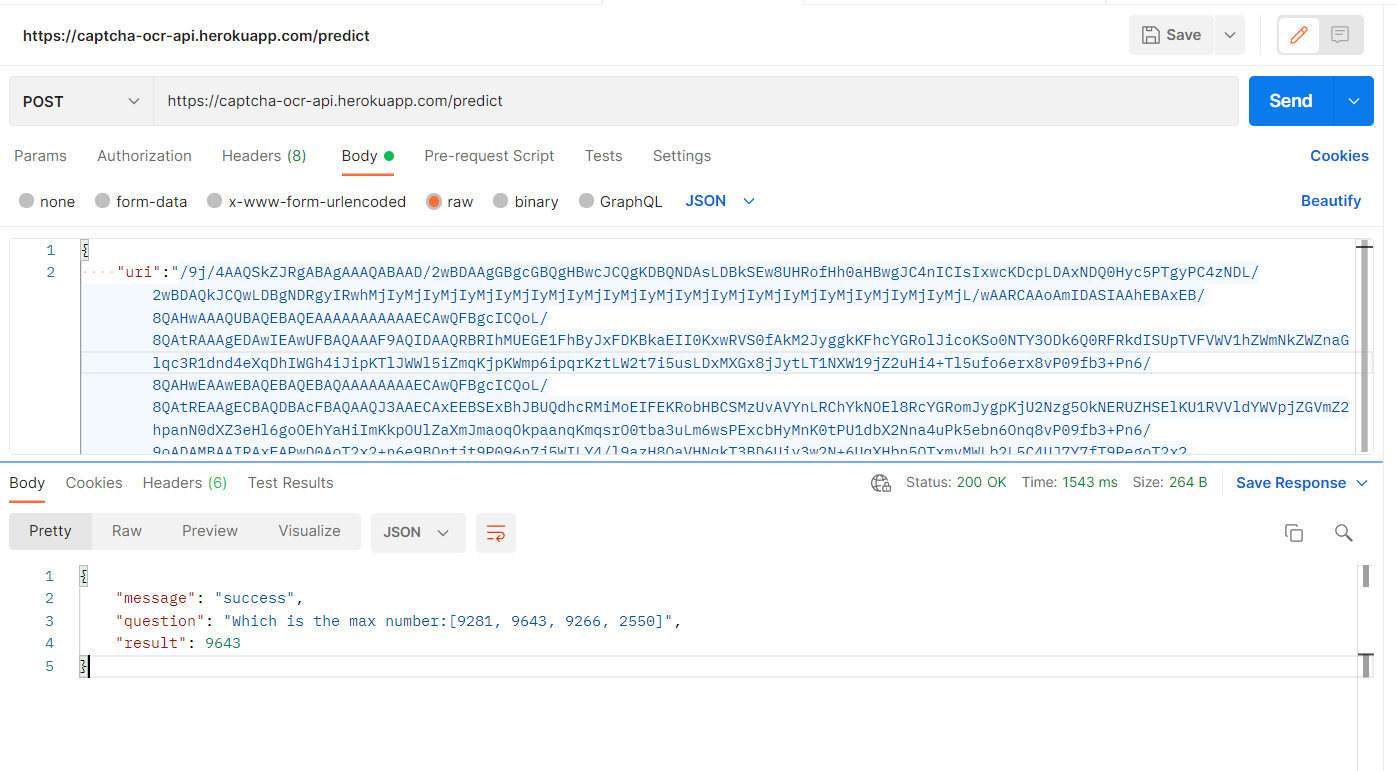 https://captcha-ocr-api.herokuapp.com/predict
Save
POST
https://captcha-ocr-api.herokuapp.com/predict
Send
Params Authorization Headers (8) Body Pre-request Script Tests Settings Cookies
none form-data x-www-form-urlencoded raw binary GraphQL JSON Beautify
1 {
2 "uri":"/9j/4AAQSkZJRgABAgAAAQABAAD/2wBDAAgGBgcGBQgHBwcJCQgKDBQNDAsLDBkSEw8UHRofHh0aHBwgJC4nICIsIxwcKDcpLDAxNDQ0Hyc5PTgyPC4zNDL/
2wBDAQkJCQwLDBgNDRgyIRwhMjIyMjIyMjIyMjIyMjIyMjIyMjIyMjIyMjIyMjIyMjIyMjIyMjIyMjIyMjIyMjIyMjL/wAARCAAoAmIDASIAAhEBAxEB/
8QAHwAAAQUBAQEBAQEAAAAAAAAAAAECAwQFBgcICQoL/
8QAtRAAAgEDAwIEAwUFBAQAAAF9AQIDAAQRBRIhMUEGE1FhByJxFDKBkaEII0KxwRVS0fAkM2JyggkKFhcYGRolJicoKSo0NTY3ODk6Q0RFRkdISUpTVFVWV1hZWmNkZWZnaG
lqc3R1dnd4eXqDhIWGh4iJipKTlJWWl5iZmqKjpKWmp6ipqrKztLW2t7i5usLDxMXGx8jJytLT1NXW19jZ2uHi4+Tl5ufo6erx8vP09fb3+Pn6/
8QAHwEAAwEBAQEBAQEBAQAAAAAAAAECAwQFBgcICQoL/
8QAtREAAgECBAQDBAcFBAQAAQJ3AAECAxEEBSExBhJBUQdhcRMiMoEIFEKRobHBCSMzUvAVYnLRChYkNOEl8RcYGRomJygpKjU2Nzg5OkNERUZHSElKU1RVVldYWVpjZGVmZ2
hpanN0dXZ3eHl6goOEhYaHiImKkpOUlZaXmJmaoqOkpaanqKmqsrO0tba3uLm6wsPExcbHyMnK0tPU1dbX2Nna4uPk5ebn6Onq8vP09fb3+Pn6/
Body Cookies Headers (6) Test Results Status: 200 OK Time: 1543 ms Size: 264 B Save Response
Pretty Raw Preview Visualize JSON
1 {
2 "message": "success",
3 "question": "Which is the max number:[9281, 9643, 9266, 2550]",
4 "result": 9643
5 }